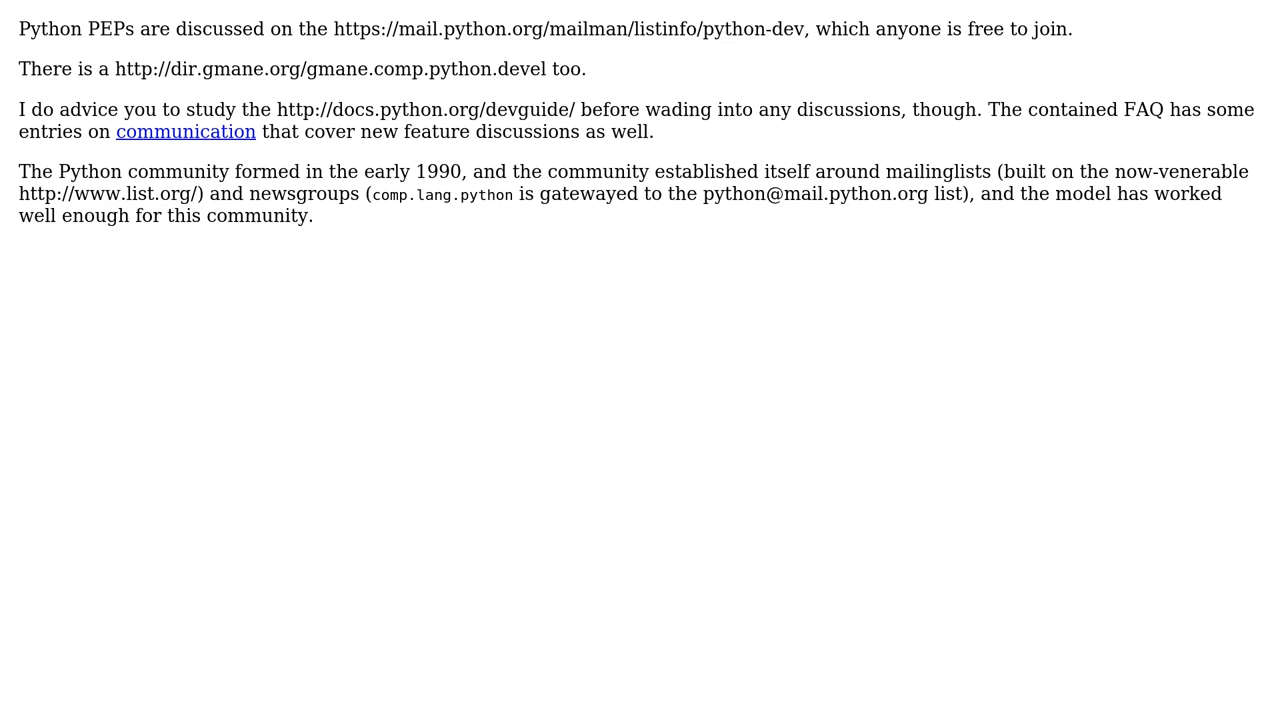 Python PEPs are discussed on the https://mail.python.org/mailman/listinfo/python-dev, which anyone is free to join.
There is a http://dir.gmane.org/gmane.comp.python.devel too.
I do advice you to study the http://docs.python.org/devguide/ before wading into any discussions, though. The contained FAQ has some
entries on communication that cover new feature discussions as well.
The Python community formed in the early 1990, and the community established itself around mailinglists (built on the now-venerable
http://www.list.org/) and newsgroups (comp.lang.python is gatewayed to the python@mail.python.org list), and the model has worked
well enough for this community.